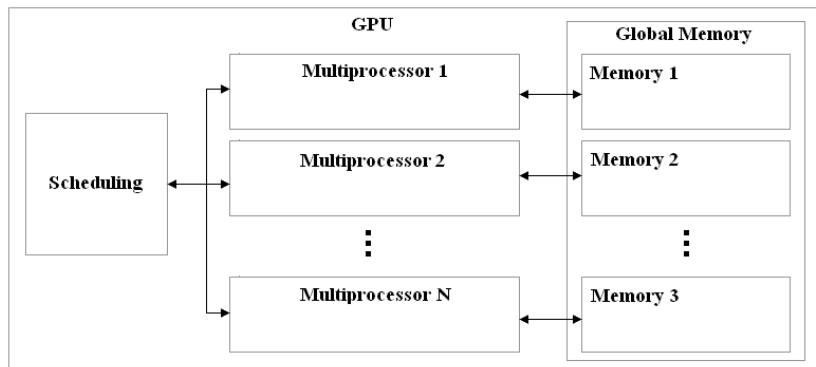 GPU
Global Memory
Multiprocessor 1
Memory 1
Multiprocessor 2
Memory 2
Scheduling
Multiprocessor N
Memory 3